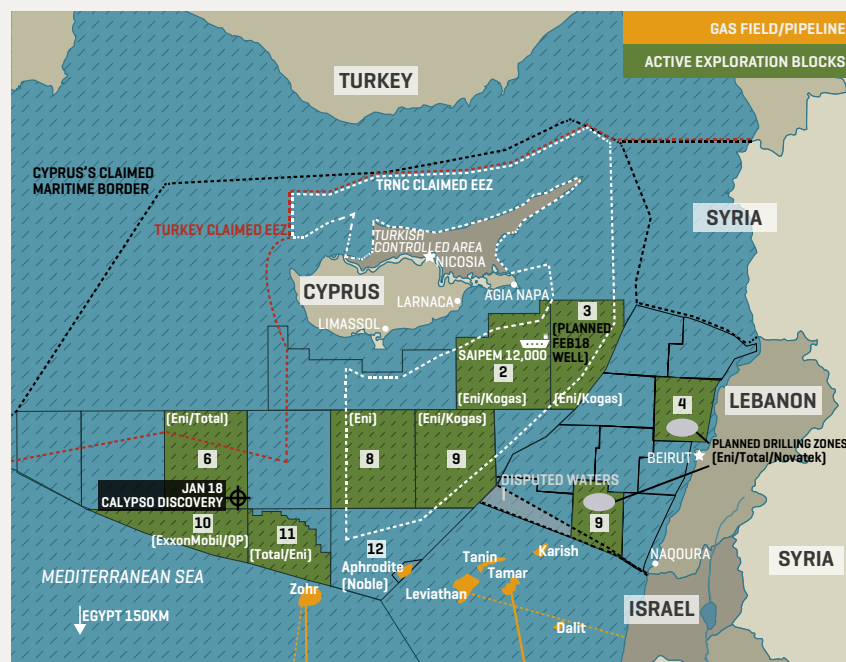 GAS FIELD/PIPELINE
ACTIVE EXPLORATION BLOCKS
TURKEY
CYPRUS'S CLAIMED
MARITIME BORDER
TRNC CLAIMED EEZ
TURKEY CLAIMED EEZ
SYRIA
TURKISH
CONTROLLED AREA
NICOSIA
CYPRUS
LARNACA
AGIA NAPA
LIMASSOL
3
(PLANNED
FEB18
WELL)
SAIPEM 12,000
2
(Eni/Kogas)
(Eni/Kogas)
4
LEBANON
(Eni/Total)
(Eni)
(Eni/Kogas)
PLANNED DRILLING ZONES
(Eni/Total/Novatek)
BEIRUT
6
8
9
DISPUTED WATERS
JAN 18
CALYPSO DISCOVERY
9
10
(ExxonMobil/QP)
11
(Total/Eni)
12
Aphrodite
(Noble)
Tanin
Karish
NAQOURA
SYRIA
Tamar
MEDITERRANEAN SEA
Zohr
Leviathan
ISRAEL
EGYPT 150KM
Dalit